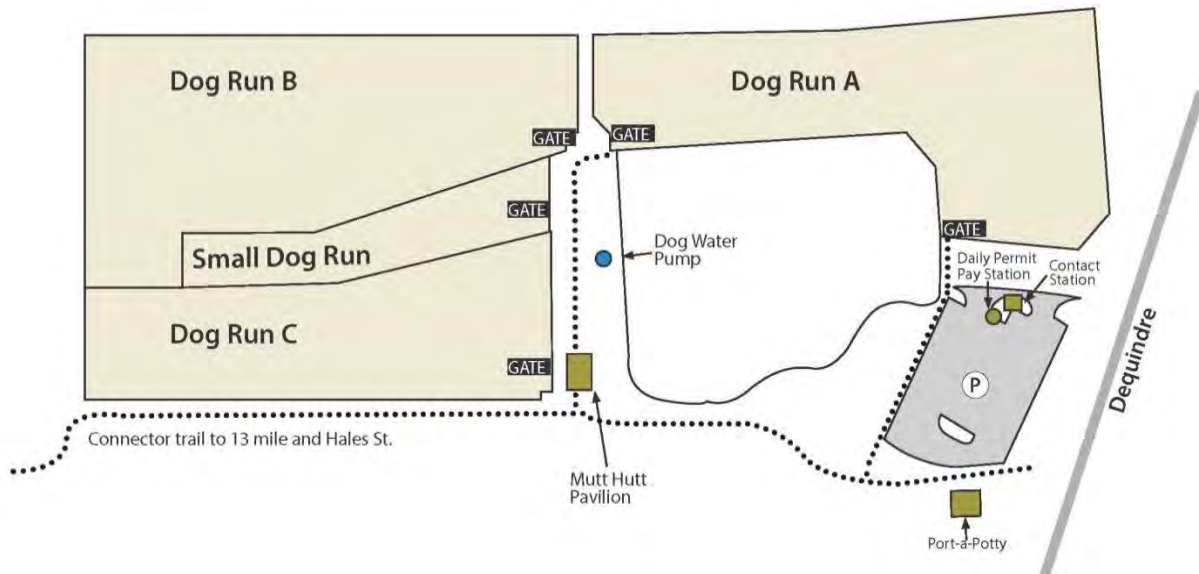 Dog Run B
Dog Run A
GATE
GATE
GATE
Small Dog Run
Dog Water
Pump
GATE
Daily Permit
Pay Station
Contact
Station
Dog Run C
GATE
P
Dequindre
Connector trail to 13 mile and Hales St.
Mutt Hutt
Pavilion
Port-a-Potty